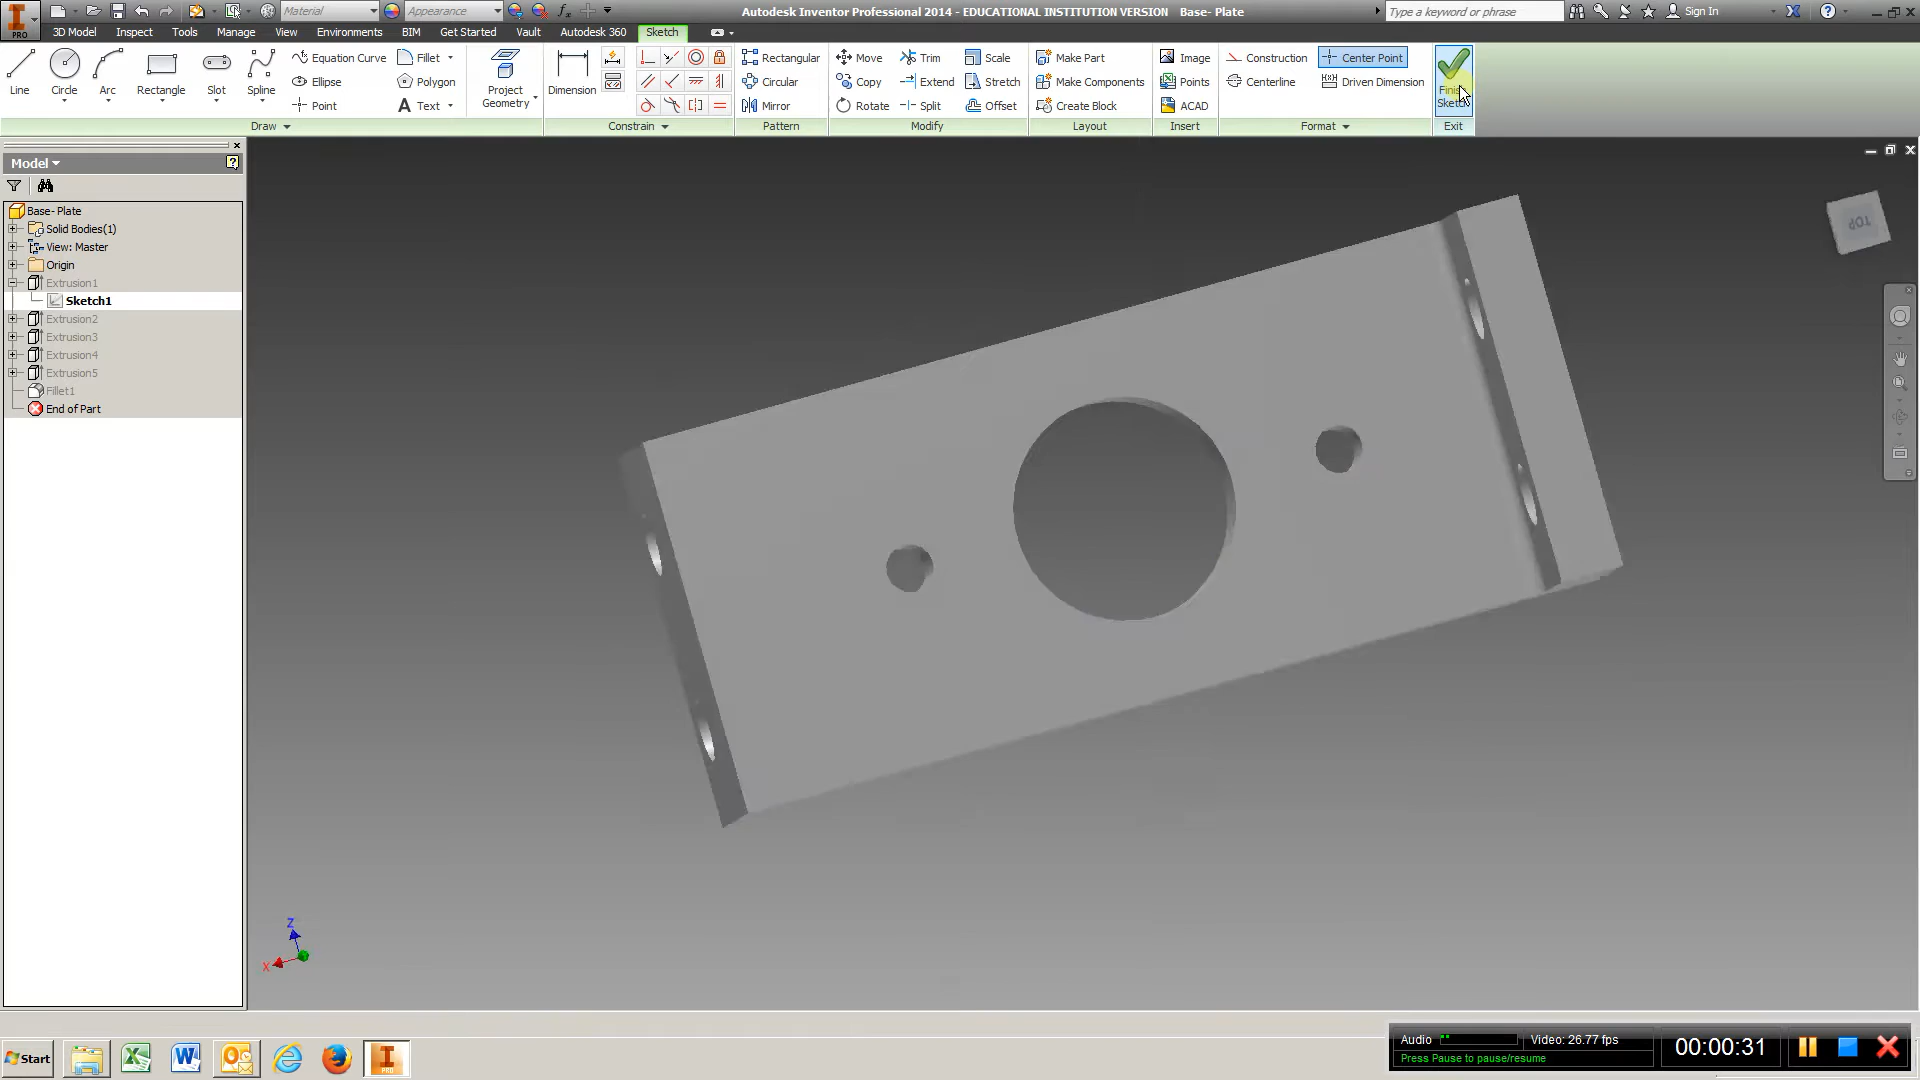 Material
Appearance
Autodesk Inventor Professional 2014 - EDUCATIONAL INSTITUTION VERSION    Base- Plate
Type a keyword or phrase
Sign In
PRO
3D Model
Inspect
Tools
Manage
View
Environments
BIM
Get Started
Vault
Autodesk 360
Sketch
Line
Circle
Arc
Rectangle
Slot
Spline
Equation Curve
Ellipse
Point
Fillet
Polygon
Text
Project Geometry
Dimension
Rectangular
Circular
Mirror
Move
Copy
Rotate
Trim
Extend
Split
Scale
Stretch
Offset
Make Part
Make Components
Create Block
Image
Points
ACAD
Construction
Centerline
Center Point
Driven Dimension
Finish
Sketch
Draw
Constrain
Pattern
Modify
Layout
Insert
Format
Exit
Model
Base- Plate
Solid Bodies(1)
View: Master
Origin
Extrusion1
Sketch1
Extrusion2
Extrusion3
Extrusion4
Extrusion5
Fillet1
End of Part
TOP
Z
X
Start
PRO
Audio
Video: 26.77 fps
Press Pause to pause/resume
00:00:31